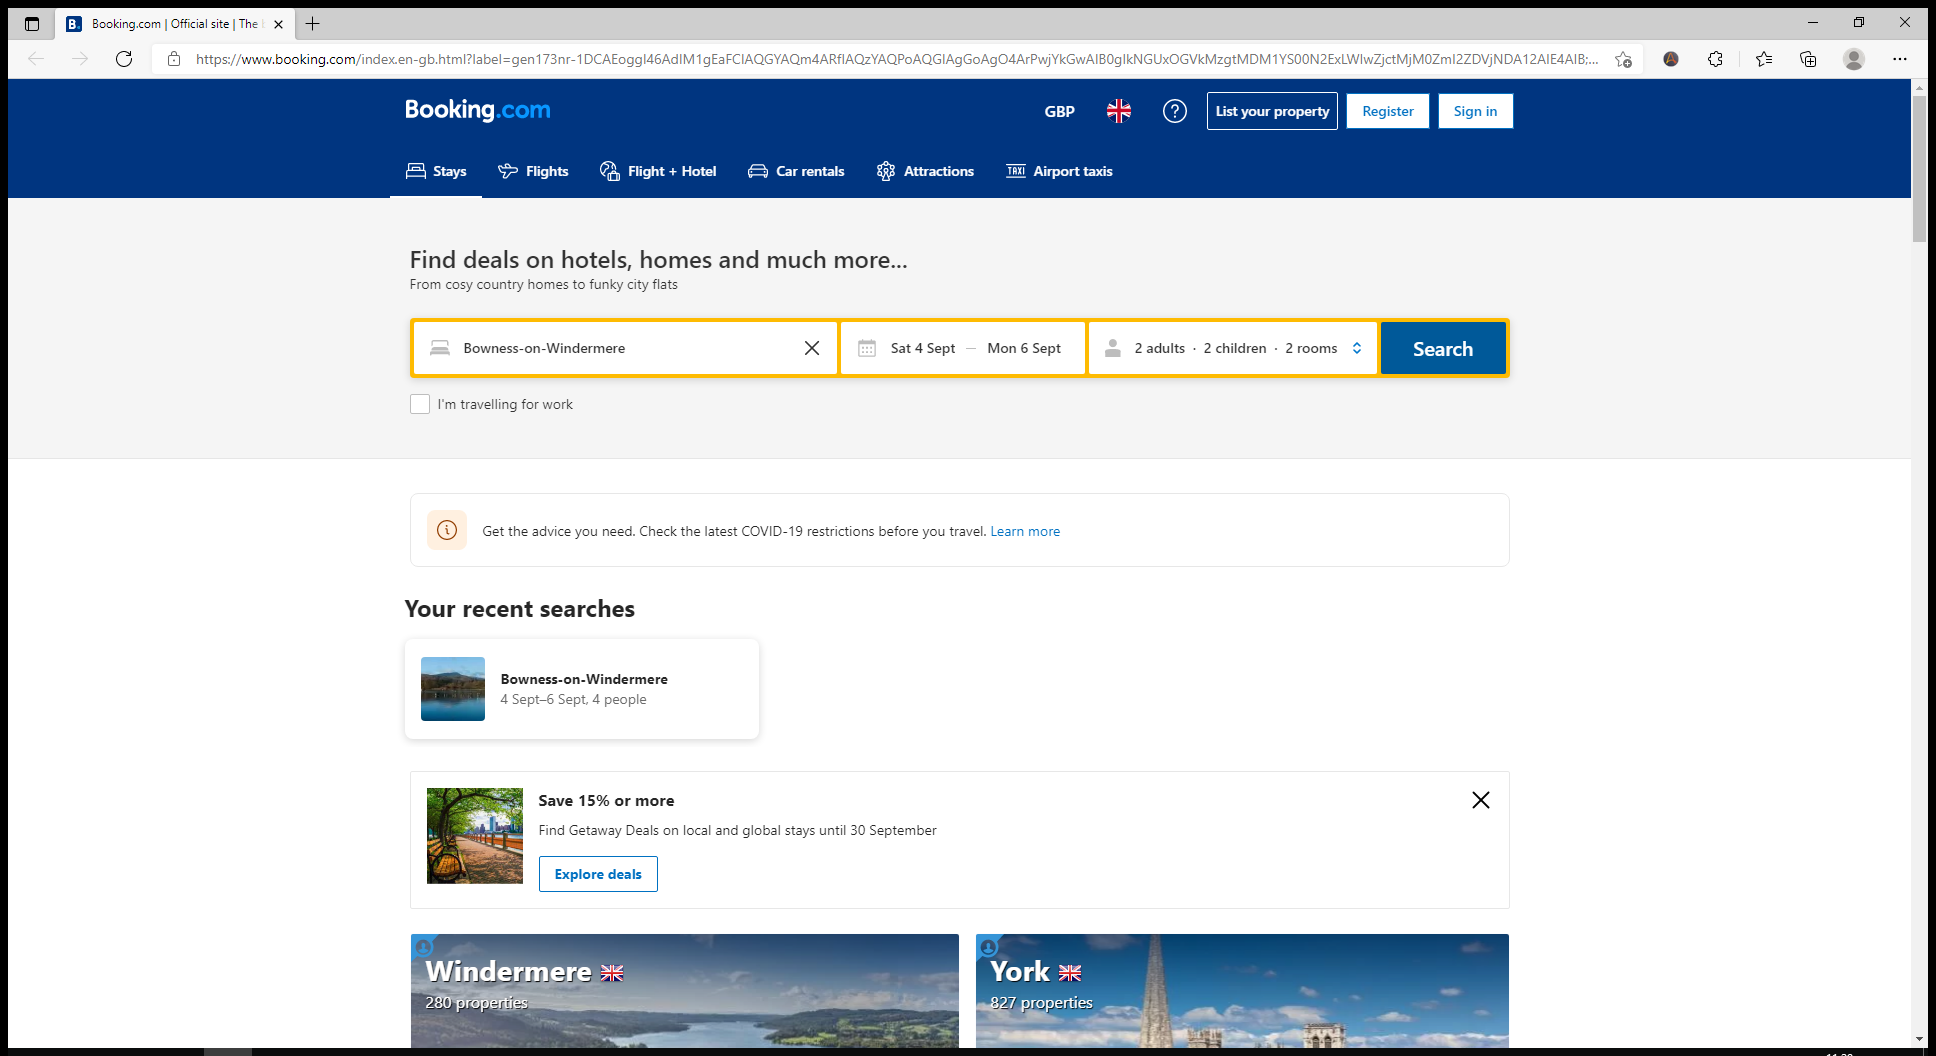 Booking.com | Official site | The
https://www.booking.com/index.en-gb.html?label=gen173nr-1DCAEoggI46AdIM1gEaFCIAQGYAQm4ARfIAQzYAQPoAQGIAgGoAgO4ArPwjYkGwAIB0gIkNGUxOGVkMzgtMDM1YS00N2ExLWIwZjctMjM0ZmI2ZDVjNDA12AIE4AIB;...
Booking.com
GBP
List your property
Register
Sign in
Stays
Flights
Flight + Hotel
Car rentals
Attractions
TAXI Airport taxis
Find deals on hotels, homes and much more...
From cosy country homes to funky city flats
Bowness-on-Windermere
Sat 4 Sept — Mon 6 Sept
2 adults · 2 children · 2 rooms
Search
I'm travelling for work
Get the advice you need. Check the latest COVID-19 restrictions before you travel. Learn more
Your recent searches
Bowness-on-Windermere
4 Sept–6 Sept, 4 people
Save 15% or more
Find Getaway Deals on local and global stays until 30 September
Explore deals
Windermere
280 properties
York
827 properties